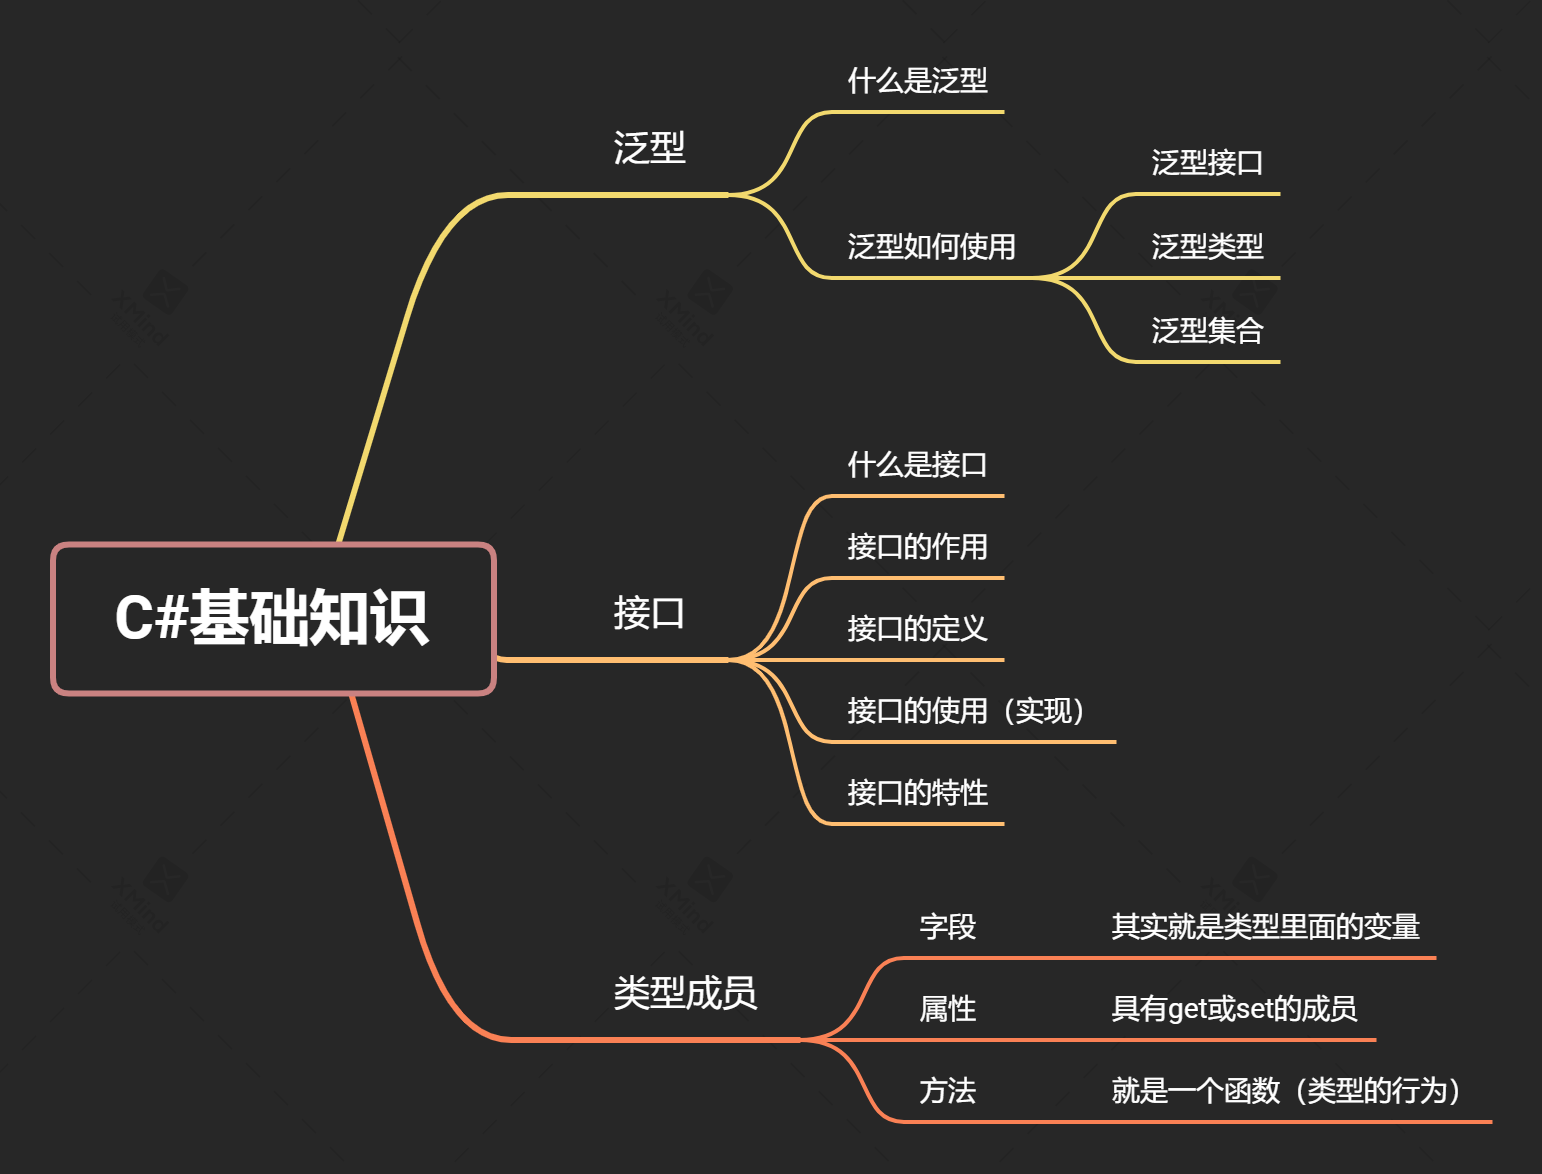 什么是泛型
泛型
泛型接口
泛型如何使用
泛型类型
泛型集合
什么是接口
接口的作用
C#基础知识
接口
接口的定义
接口的使用（实现）
接口的特性
字段 其实就是类型里面的变量
类型成员
属性 具有get或set的成员
方法 就是一个函数（类型的行为）
XMind
XMind
XMind
XMind
XMind